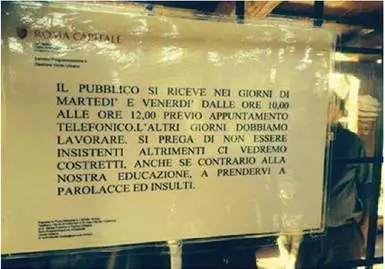 ROMA CAPITALE
IL PUBBLICO SI RICEVE NEI GIORNI DI
MARTEDI' E VENERDI' DALLE ORE 10,00
ALLE ORE 12,00 PREVIO APPUNTAMENTO
TELEFONICO.L'ALTRI GIORNI DOBBIAMO
LAVORARE. SI PREGA DI NON ESSERE
INSISTENTI ALTRIMENTI CI VEDREMO
COSTRETTI, ANCHE SE CONTRARIO ALLA
NOSTRA EDUCAZIONE, A PRENDERVI A
PAROLACCE ED INSULTI.